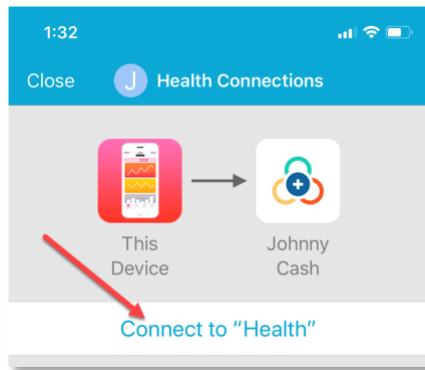 1:32
Close J Health Connections
This Johnny
Device Cash
Connect to “Health”